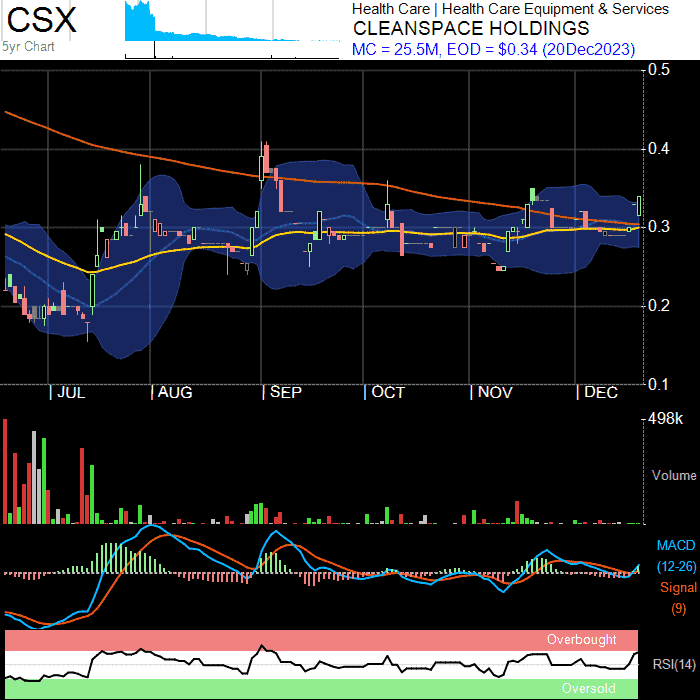 CSX
5yr Chart
Health Care | Health Care Equipment & Services
CLEANSPACE HOLDINGS
MC = 25.5M, EOD = $0.34 (20Dec2023)
0.5
0.4
0.3
0.2
0.1
| JUL | AUG | SEP | OCT | NOV | DEC
498k
Volume
MACD
(12-26)
Signal
(9)
Overbought
RSI(14)
Oversold